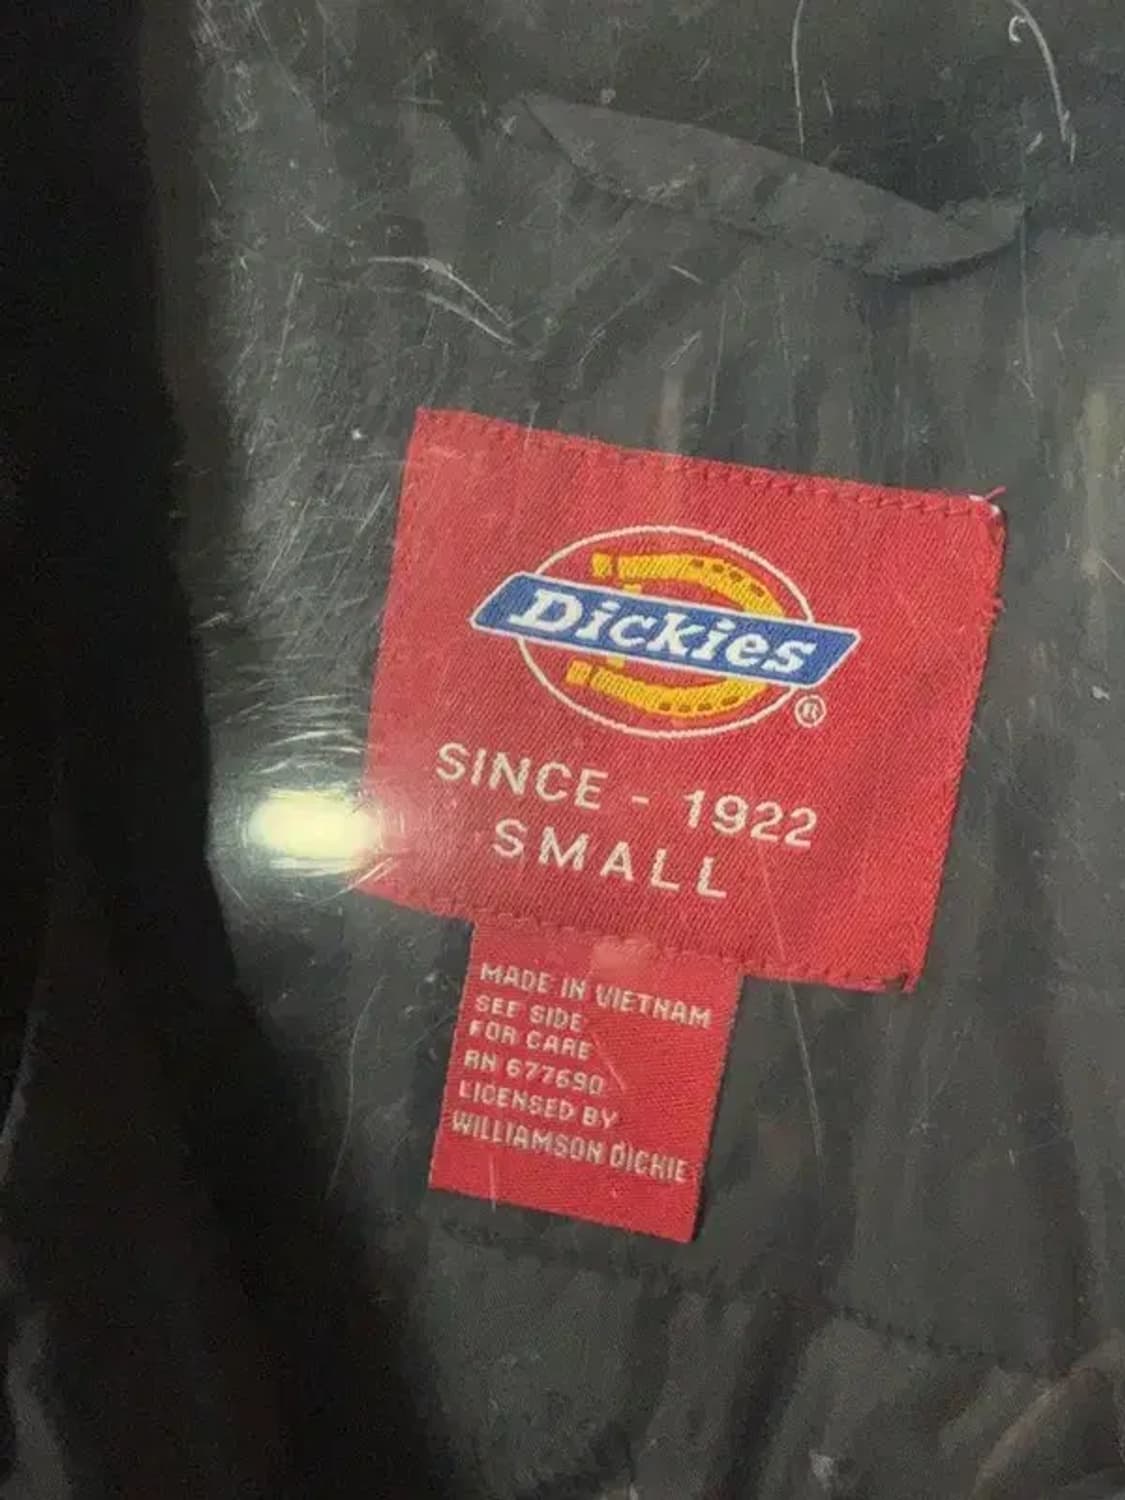 Dickies®
SINCE - 1922
SMALL
MADE IN VIETNAM
SEE SIDE
FOR CARE
RN 677690
LICENSED BY
WILLIAMSON DICKIE